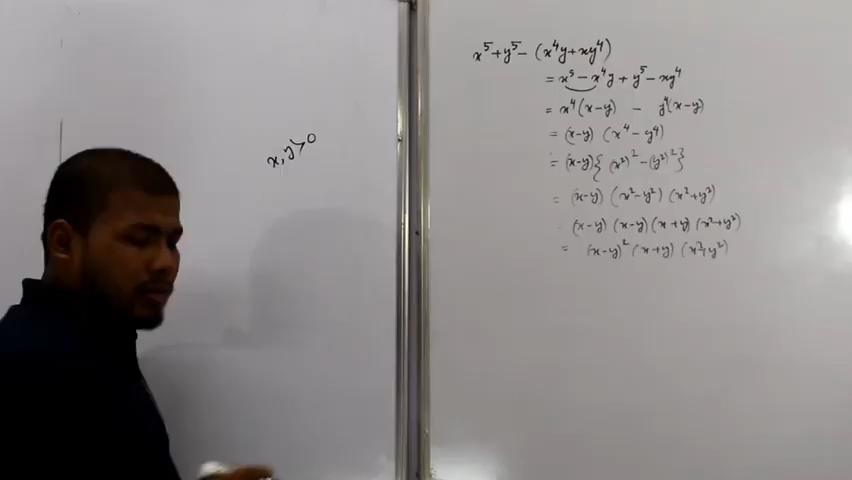 x, y > 0
x⁵ + y⁵ − (x⁴y + xy⁴)
= x⁵ − x⁴y + y⁵ − xy⁴
= x⁴(x−y) − y⁴(x−y)
= (x−y) (x⁴ − y⁴)
= (x−y) { (x²)² − (y²)² }
= (x−y) (x² − y²) (x² + y²)
(x−y) (x−y) (x+y) (x² + y²)
= (x−y)² (x+y) (x² + y²)